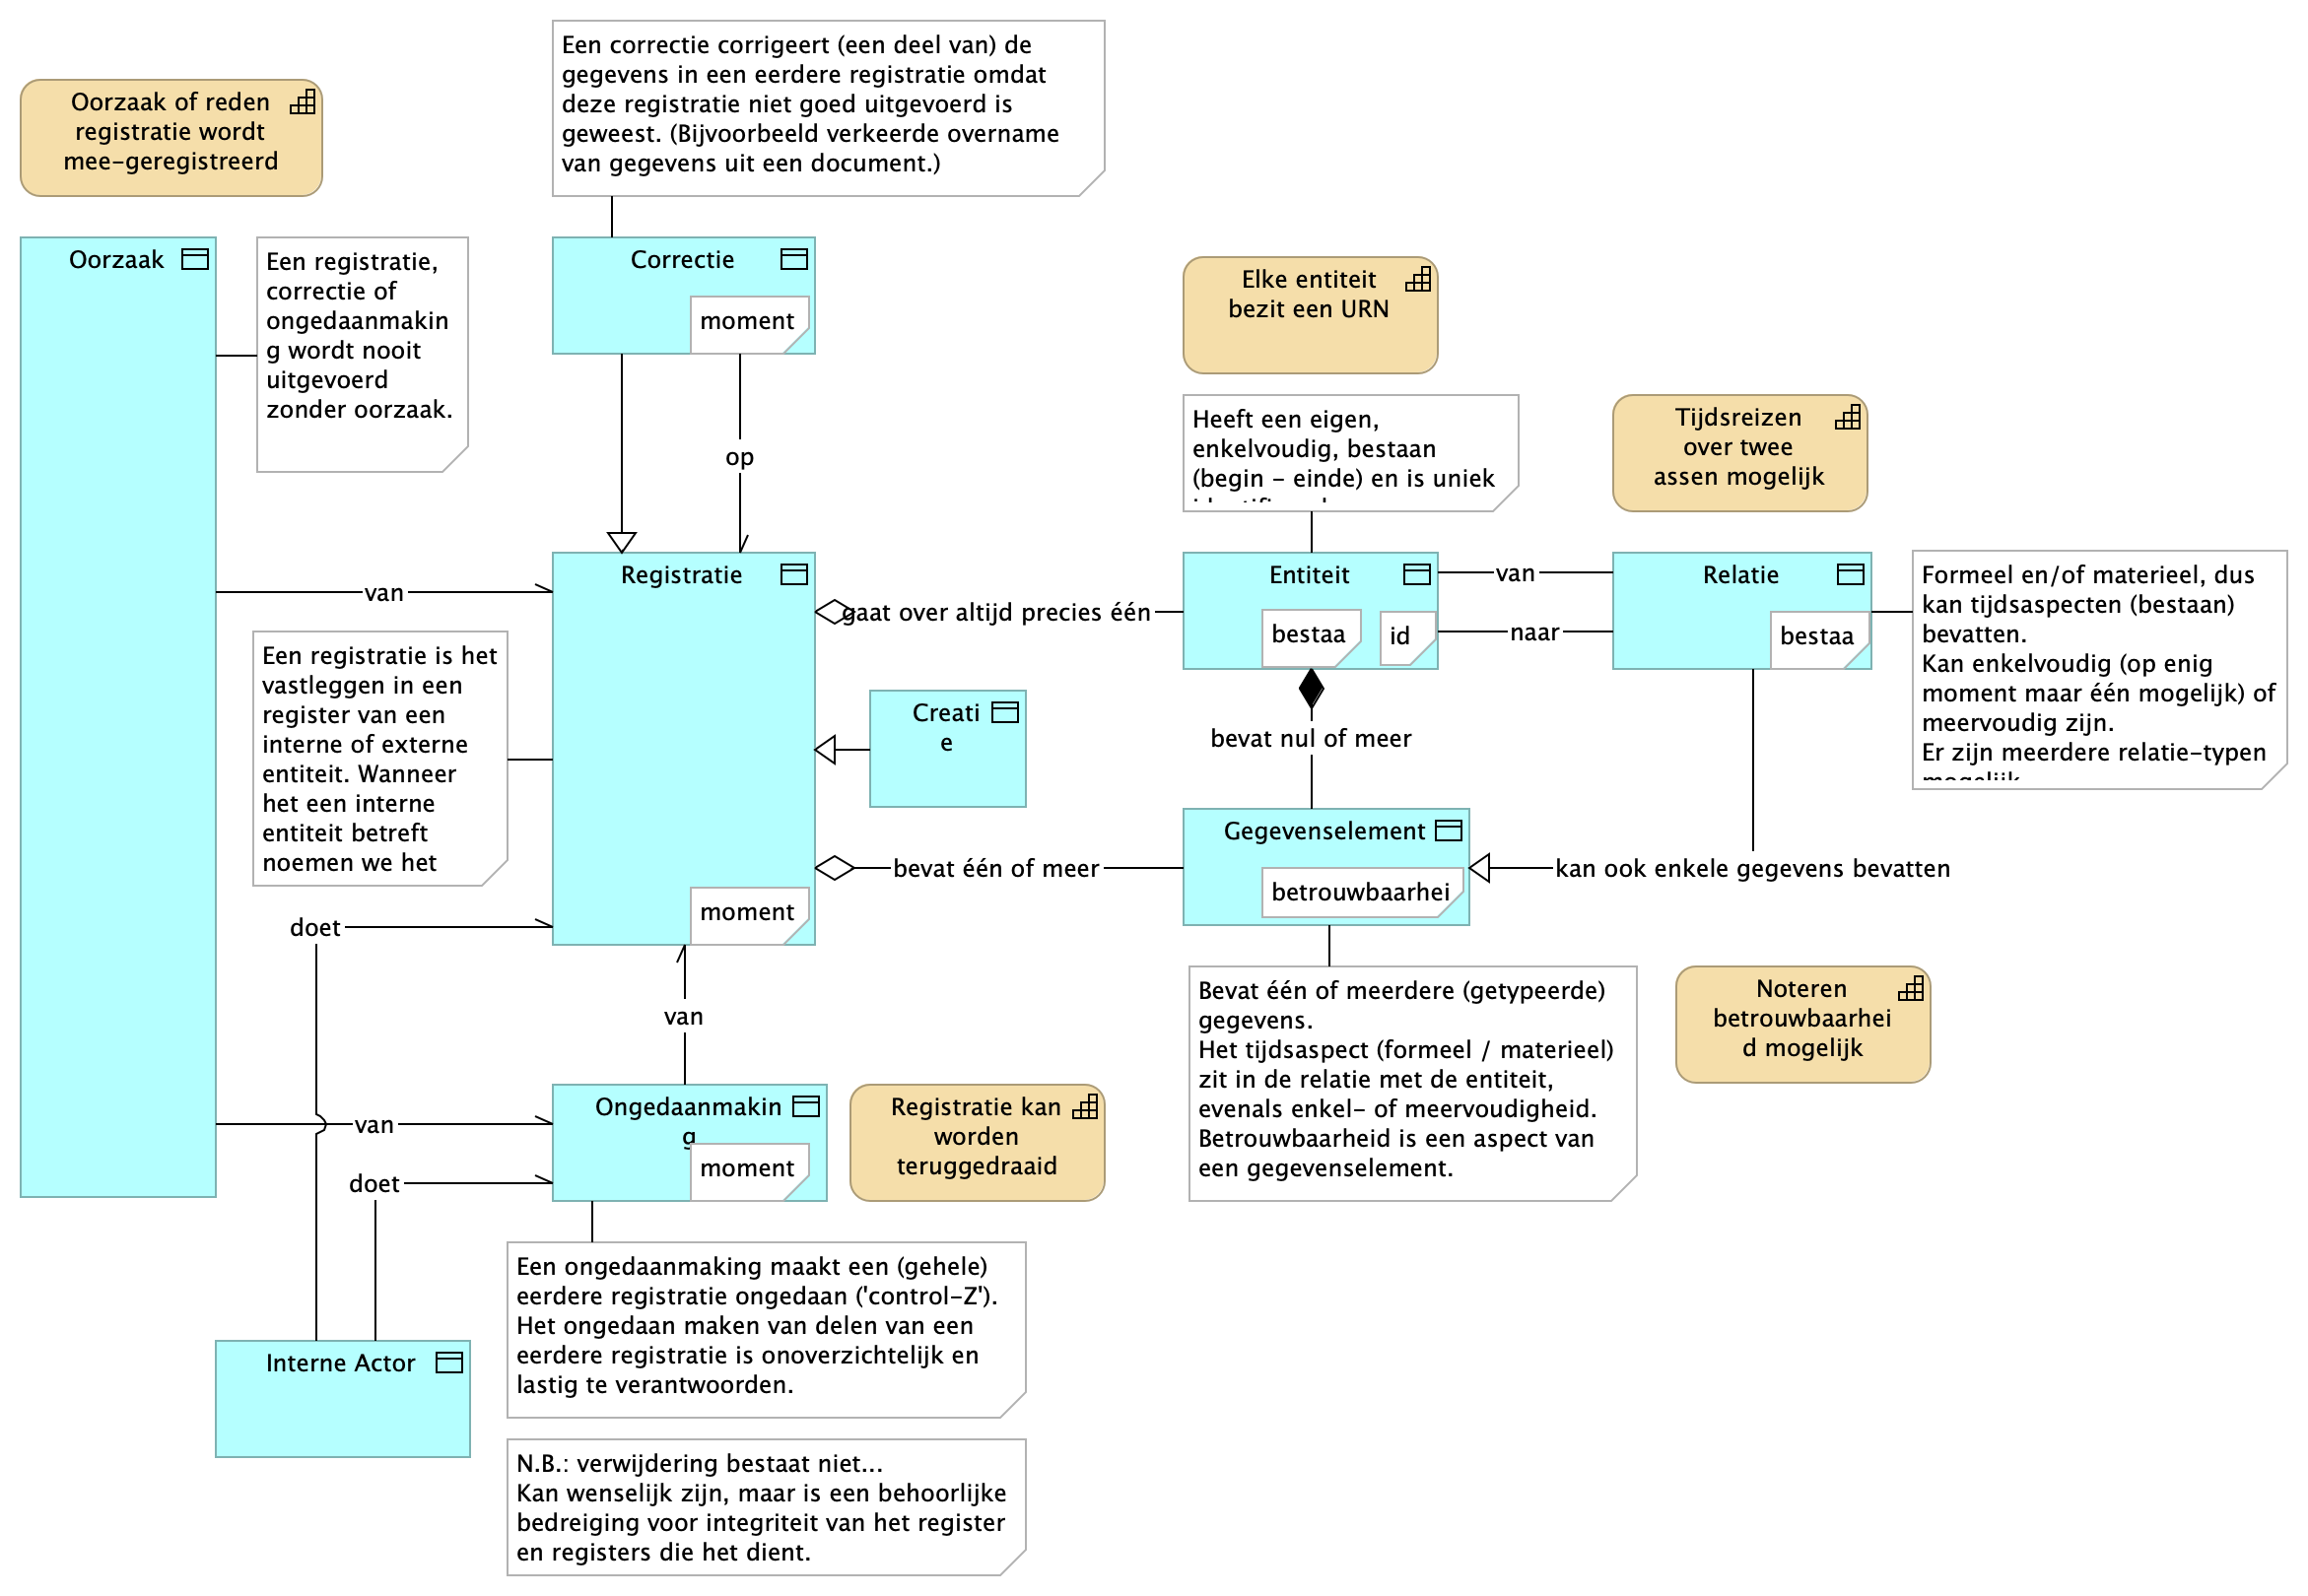 Een correctie corrigeert (een deel van) de
gegevens in een eerdere registratie omdat
deze registratie niet goed uitgevoerd is
geweest. (Bijvoorbeeld verkeerde overname
van gegevens uit een document.)
Oorzaak of reden
registratie wordt
mee-geregistreerd
Oorzaak
Een registratie,
correctie of
ongedaanmakin
g wordt nooit
uitgevoerd
zonder oorzaak.
Correctie
moment
op
Elke entiteit
bezit een URN
Heeft een eigen,
enkelvoudig, bestaan
(begin - einde) en is uniek
Tijdsreizen
over twee
assen mogelijk
van
Registratie
moment
gaat over altijd precies één
Entiteit
bestaa
id
van
naar
Relatie
bestaa
Formeel en/of materieel, dus
kan tijdsaspecten (bestaan)
bevatten.
Kan enkelvoudig (op enig
moment maar één mogelijk) of
meervoudig zijn.
Er zijn meerdere relatie-typen
mogelijk
Een registratie is het
vastleggen in een
register van een
interne of externe
entiteit. Wanneer
het een interne
entiteit betreft
noemen we het
Creati
e
bevat nul of meer
Gegevenselement
betrouwbaarhei
bevat één of meer
kan ook enkele gegevens bevatten
doet
van
Bevat één of meerdere (getypeerde)
gegevens.
Het tijdsaspect (formeel / materieel)
zit in de relatie met de entiteit,
evenals enkel- of meervoudigheid.
Betrouwbaarheid is een aspect van
een gegevenselement.
Noteren
betrouwbaarhei
d mogelijk
van
doet
Ongedaanmakin
g
moment
Registratie kan
worden
teruggedraaid
Een ongedaanmaking maakt een (gehele)
eerdere registratie ongedaan ('control-Z').
Het ongedaan maken van delen van een
eerdere registratie is onoverzichtelijk en
lastig te verantwoorden.
Interne Actor
N.B.: verwijdering bestaat niet...
Kan wenselijk zijn, maar is een behoorlijke
bedreiging voor integriteit van het register
en registers die het dient.